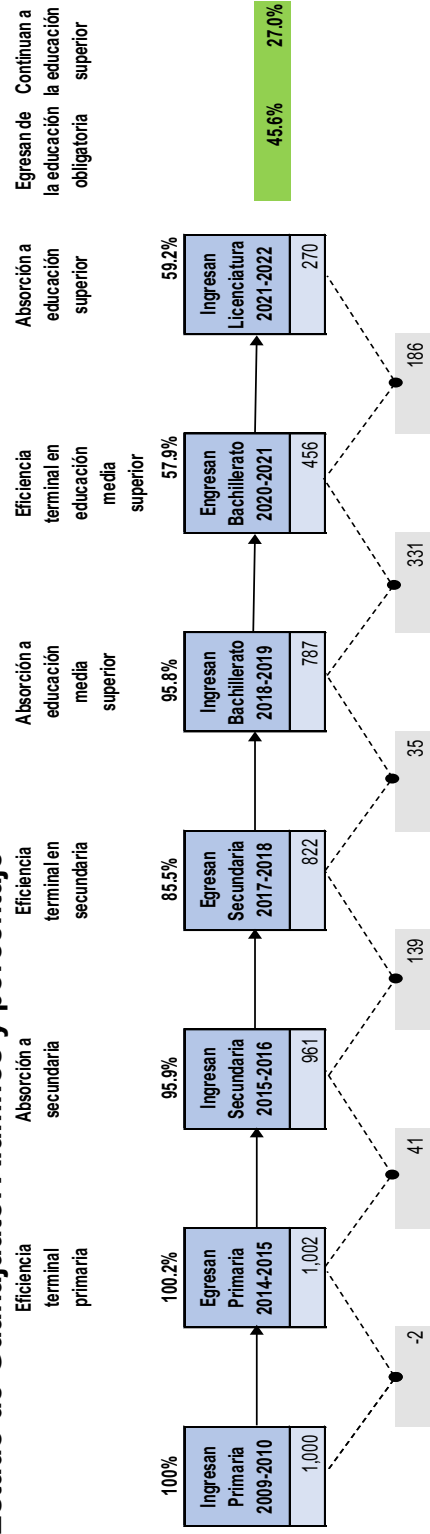 Estado de Guanajuato. Alumnos y porcentaje
Eficiencia
terminal
primaria
Absorción a
secundaria
Eficiencia
terminal en
secundaria
Absorción a
educación
media
superior
Eficiencia
terminal en
educación
media
superior
Absorción a
educación
superior
Egresan de
la educación
obligatoria
Continuan a
la educación
superior
100%
100.2%
95.9%
85.5%
95.8%
57.9%
59.2%
Ingresan
Primaria
2009-2010
1,000
Egresan
Primaria
2014-2015
1,002
Ingresan
Secundaria
2015-2016
961
Egresan
Secundaria
2017-2018
822
Ingresan
Bachillerato
2018-2019
787
Engresan
Bachillerato
2020-2021
456
Ingresan
Licenciatura
2021-2022
270
45.6%
27.0%
-2
41
139
35
331
186